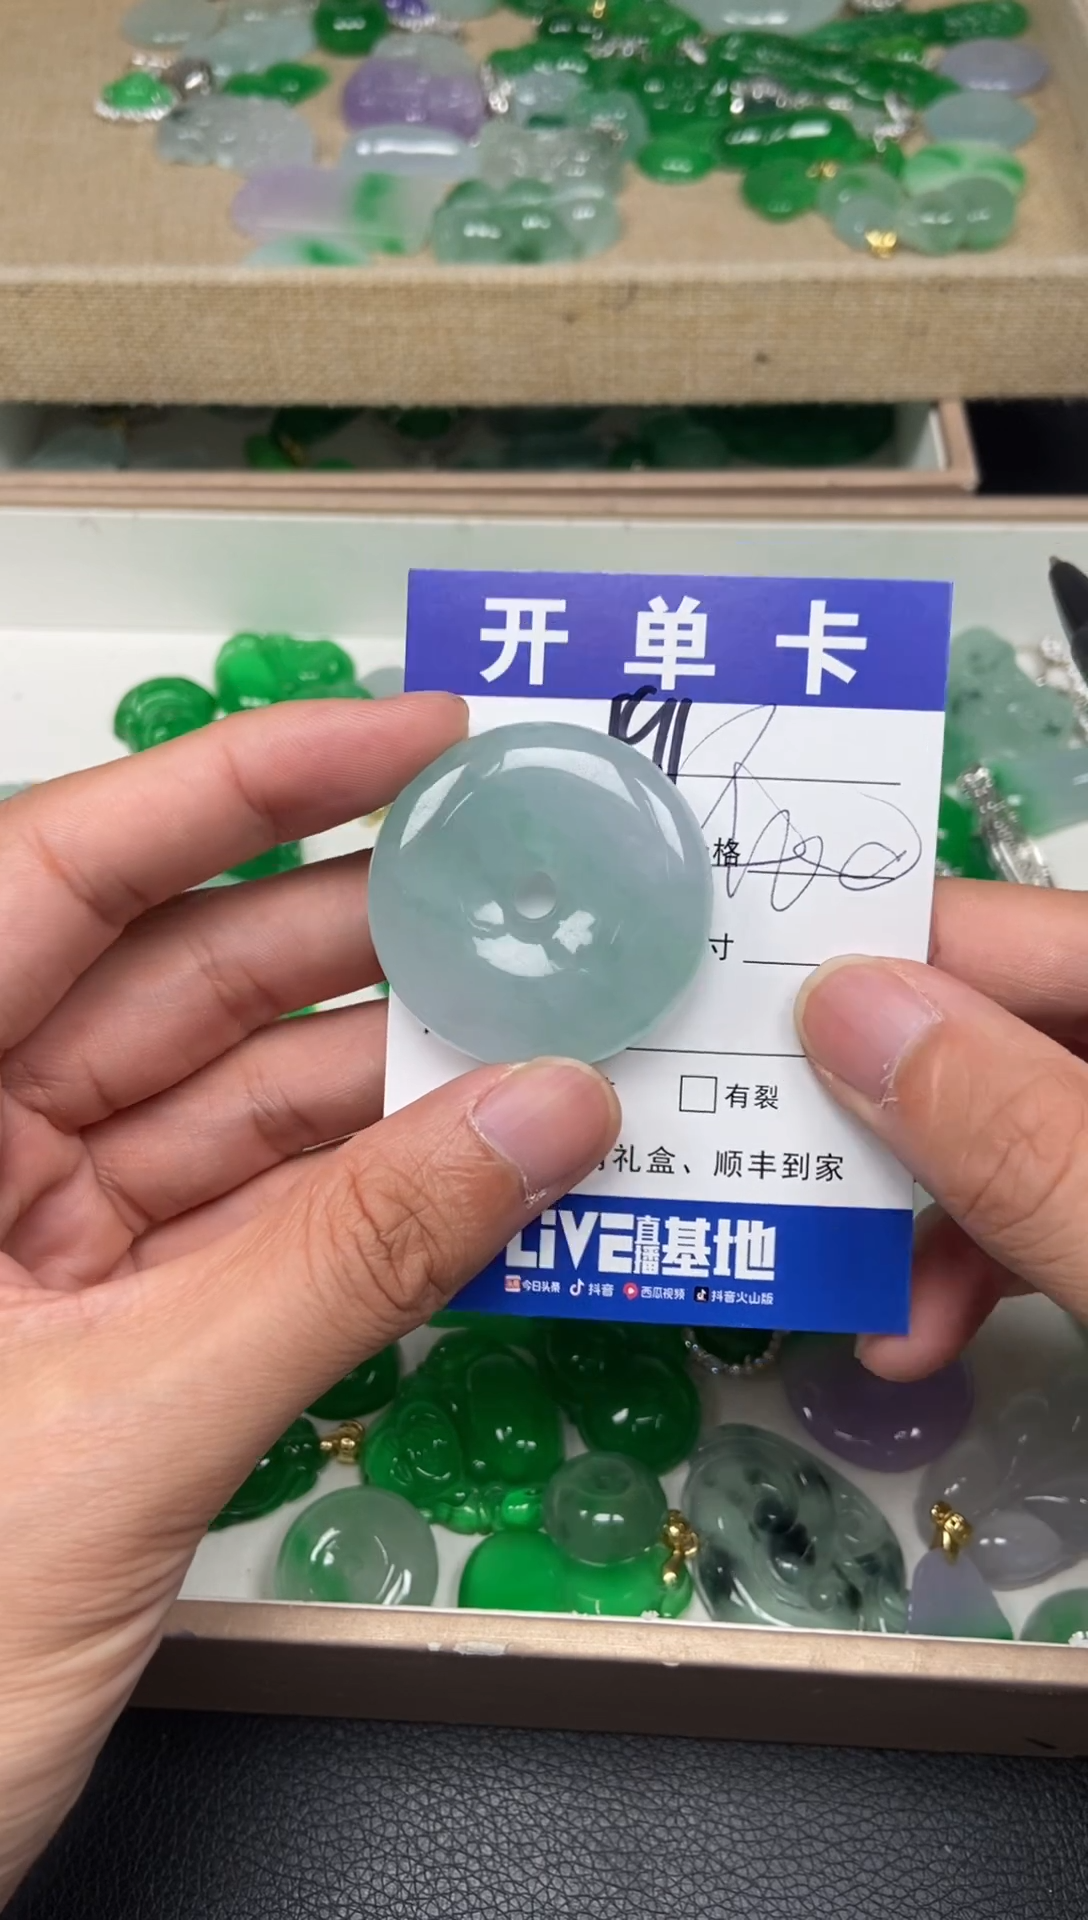 开单卡
191
格
寸
有裂
礼盒、顺丰到家
LiVE直播基地
今日头条 抖音 西瓜视频 抖音火山版